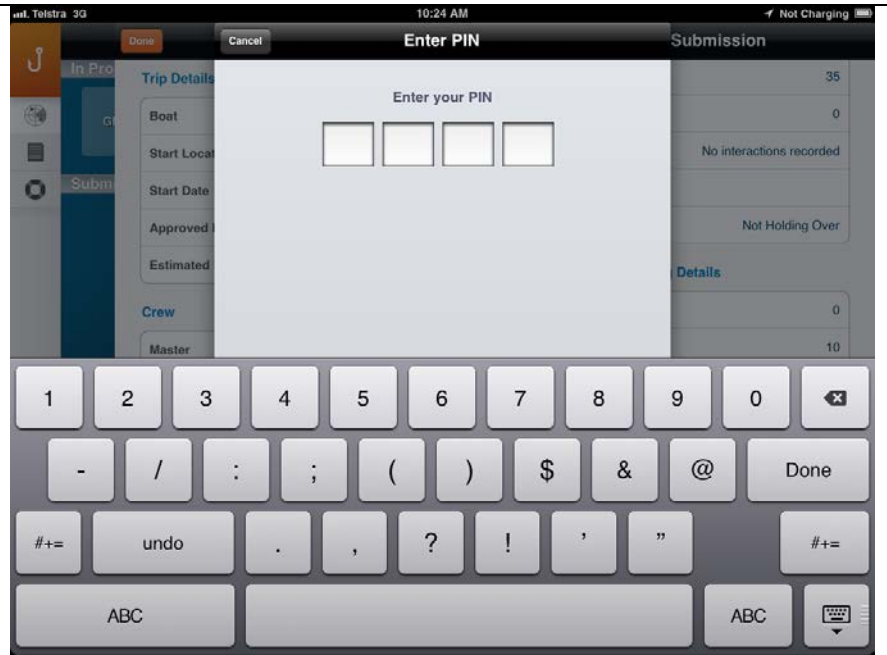 Telstra 3G 10:24 AM Not Charging
Done Cancel Enter PIN Submission
In Pro
Trip Details 35
Enter your PIN
Boat 0
Start Locat No interactions recorded
Subm
Start Date
Approved Not Holding Over
Estimated Details
Crew 0
Master 10
1 2 3 4 5 6 7 8 9 0
- / : ; ( ) $ & @ Done
#+= undo . , ? ! ' " #+=
ABC ABC